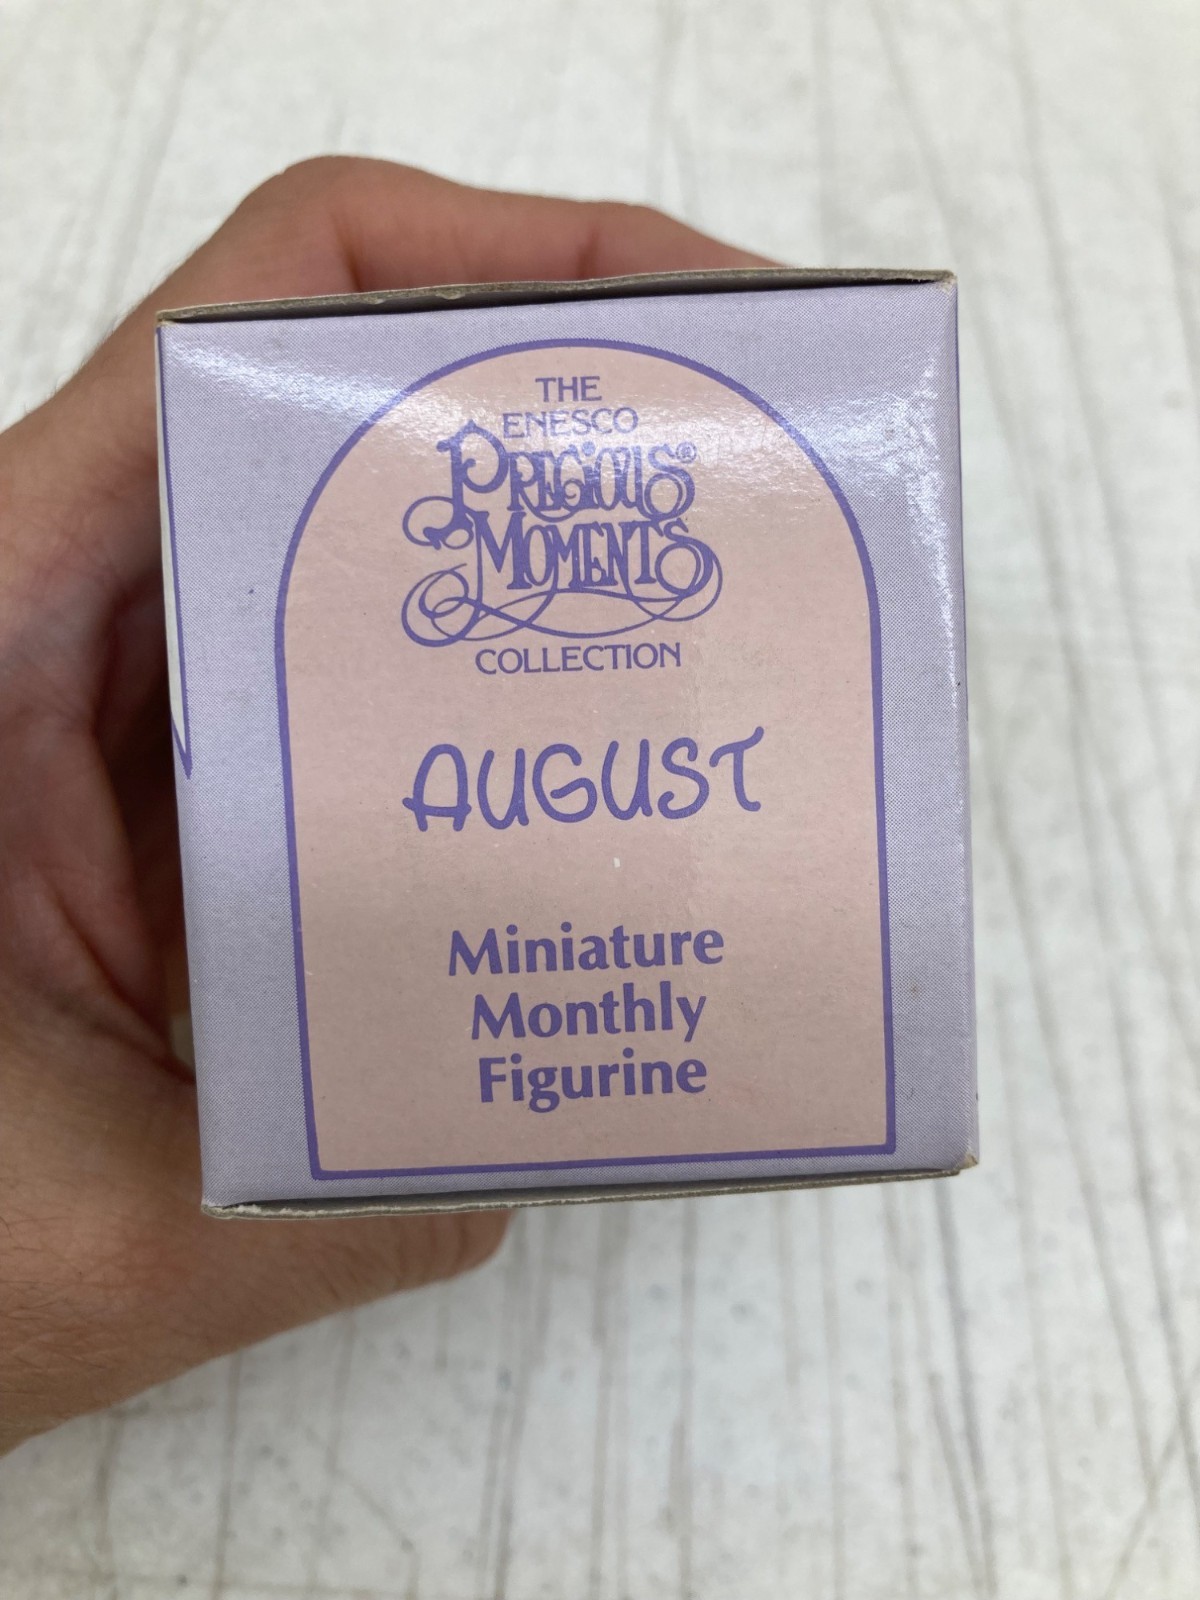 THE
ENESCO
PRECIOUS®
MOMENTS
COLLECTION
AUGUST
Miniature
Monthly
Figurine